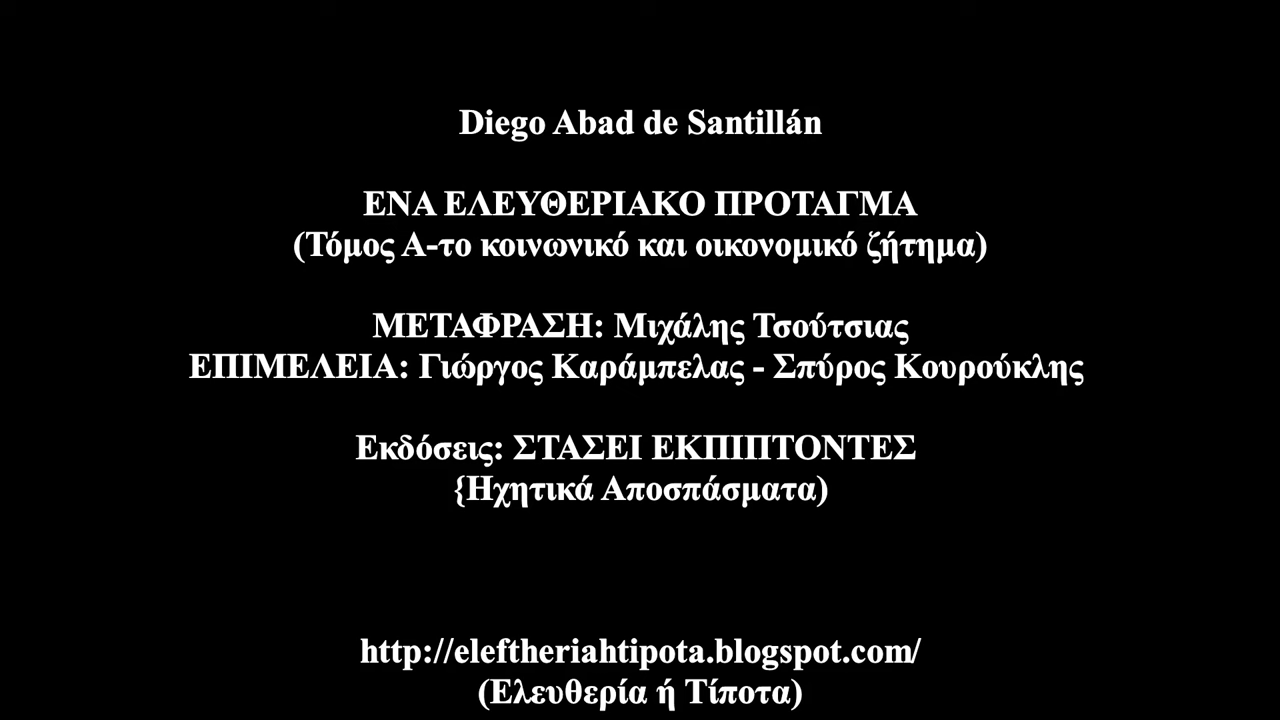 Diego Abad de Santillán
ΕΝΑ ΕΛΕΥΘΕΡΙΑΚΟ ΠΡΟΤΑΓΜΑ
(Τόμος Α-το κοινωνικό και οικονομικό ζήτημα)
ΜΕΤΑΦΡΑΣΗ: Μιχάλης Τσούτσιας
ΕΠΙΜΕΛΕΙΑ: Γιώργος Καράμπελας - Σπύρος Κουρούκλης
Εκδόσεις: ΣΤΑΣΕΙ ΕΚΠΙΠΤΟΝΤΕΣ
{Ηχητικά Αποσπάσματα)
http://eleftheriahtipota.blogspot.com/
(Ελευθερία ή Τίποτα)